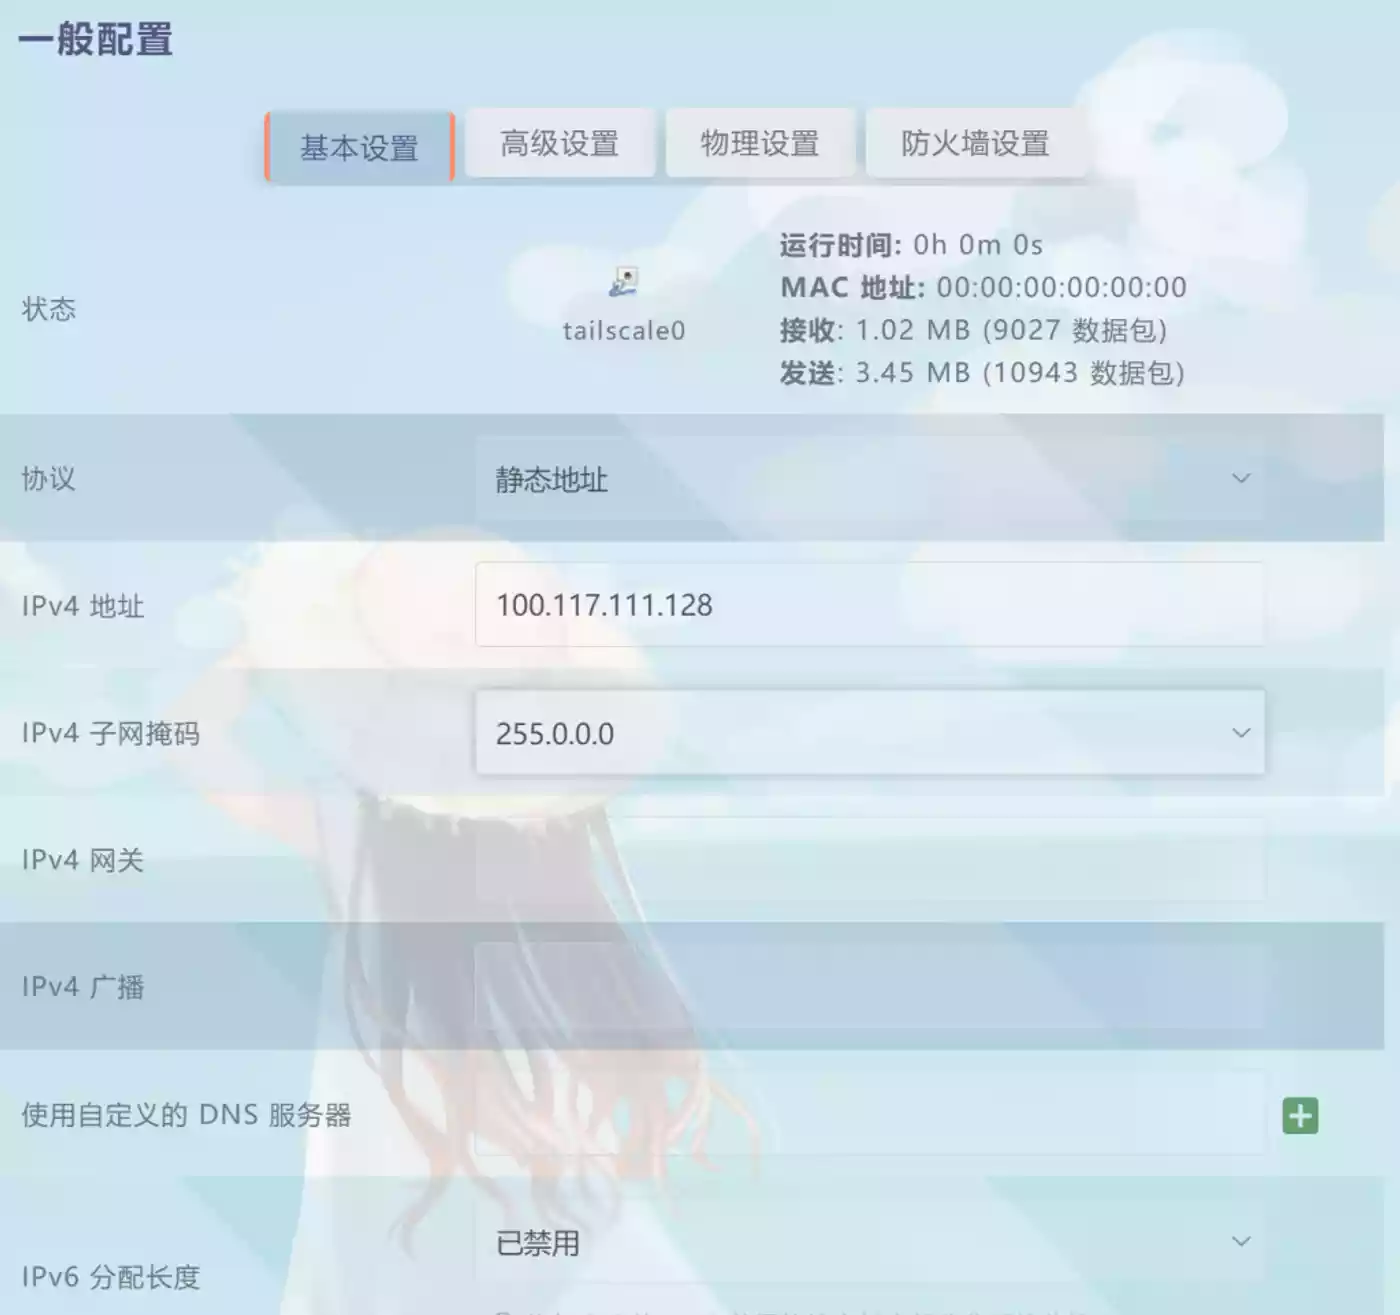 一般配置
基本设置 高级设置 物理设置 防火墙设置
状态
tailscale0
运行时间: 0h 0m 0s
MAC 地址: 00:00:00:00:00:00
接收: 1.02 MB (9027 数据包)
发送: 3.45 MB (10943 数据包)
协议 静态地址
IPv4 地址 100.117.111.128
IPv4 子网掩码 255.0.0.0
IPv4 网关
IPv4 广播
使用自定义的 DNS 服务器
IPv6 分配长度 已禁用